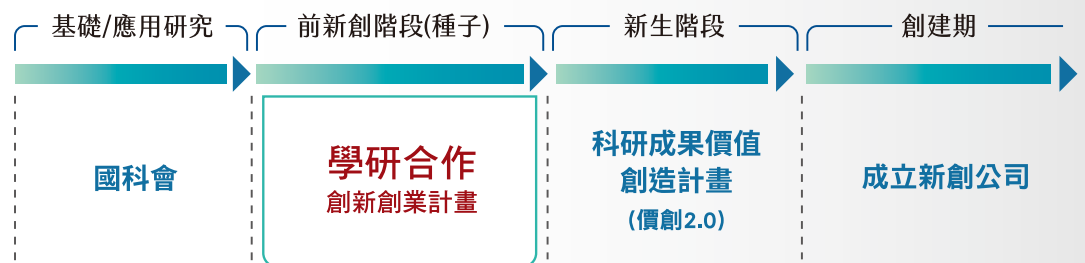 基礎/應用研究
前新創階段(種子)
新生階段
創建期
國科會
學研合作
創新創業計畫
科研成果價值
創造計畫
(價創2.0)
成立新創公司